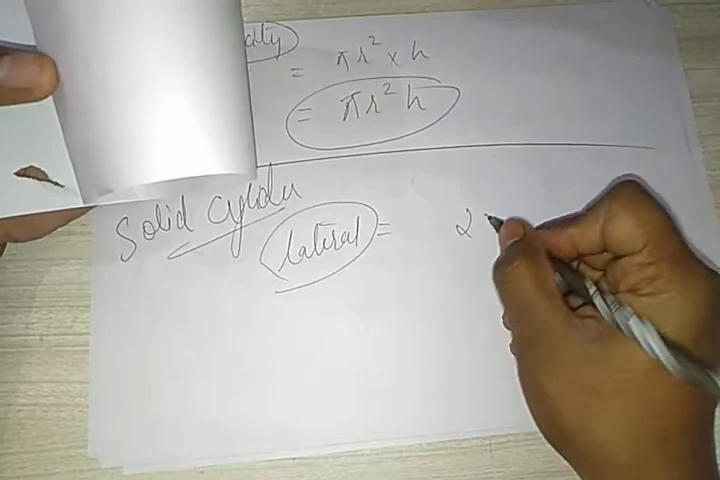 = πr² × h
= πr²h
Solid Cylinder
lateral = 2